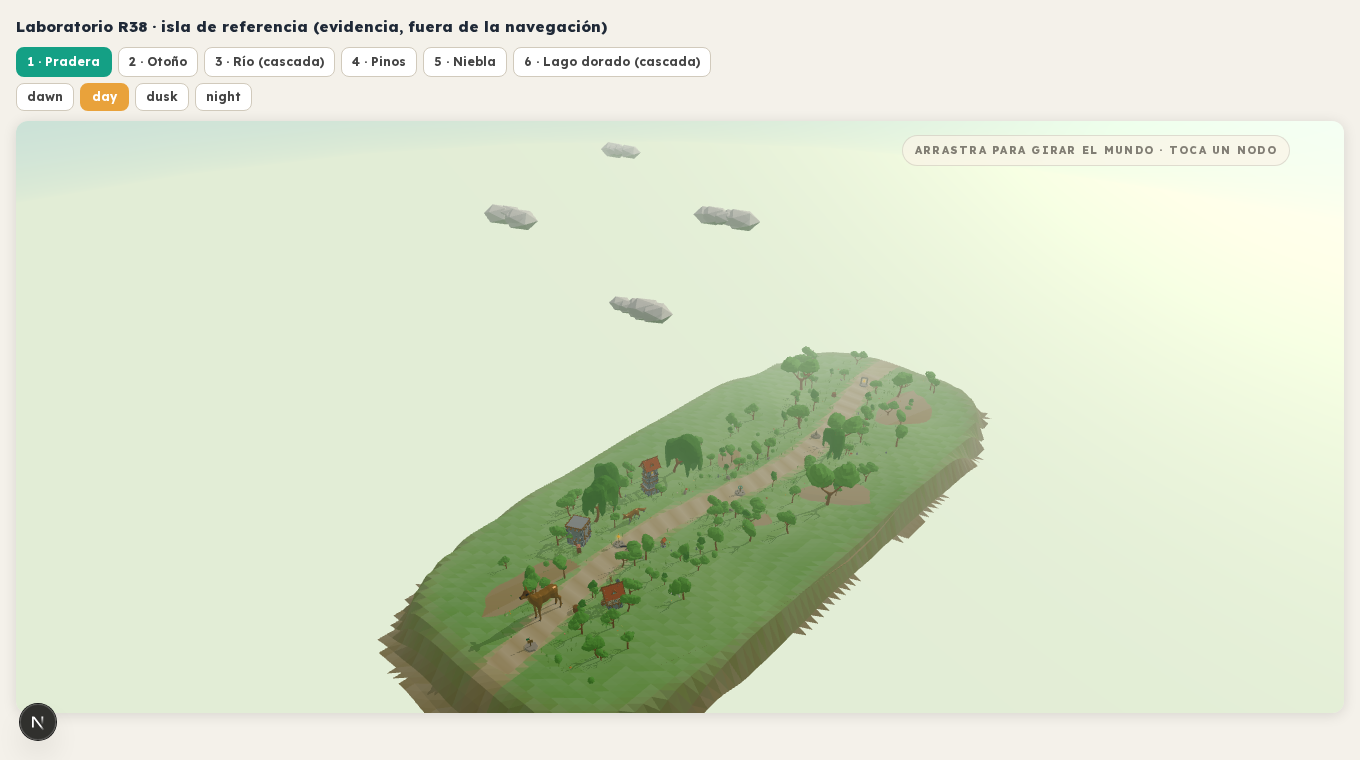 Laboratorio R38 · isla de referencia (evidencia, fuera de la navegación)
1 · Pradera 2 · Otoño 3 · Río (cascada) 4 · Pinos 5 · Niebla 6 · Lago dorado (cascada)
dawn day dusk night
ARRASTRA PARA GIRAR EL MUNDO · TOCA UN NODO
N